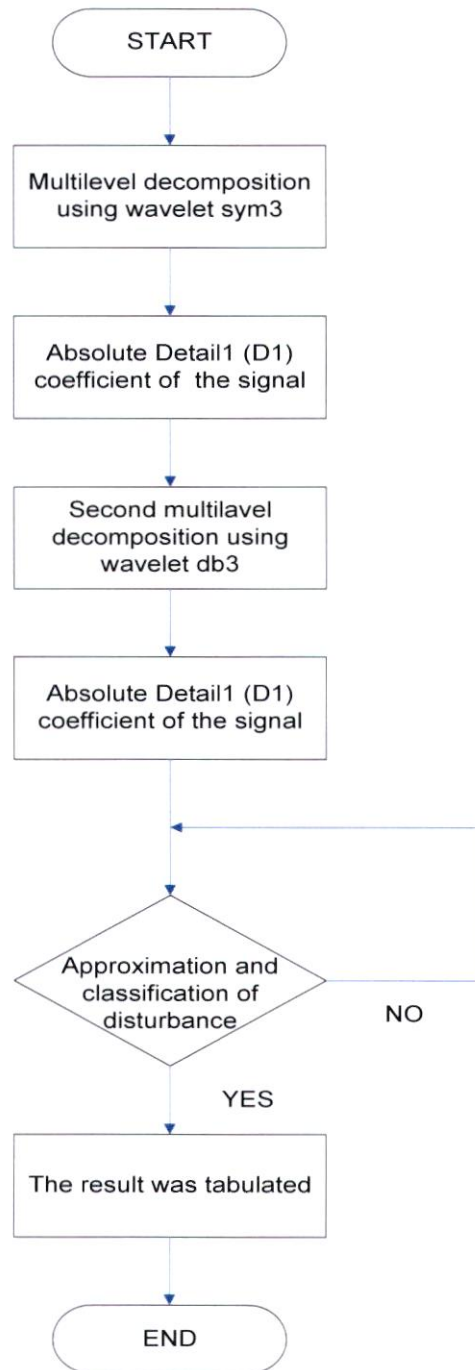 START
Multilevel decomposition
using wavelet sym3
Absolute Detail1 (D1)
coefficient of the signal
Second multilavel
decomposition using
wavelet db3
Absolute Detail1 (D1)
coefficient of the signal
Approximation and
classification of
disturbance
NO
YES
The result was tabulated
END